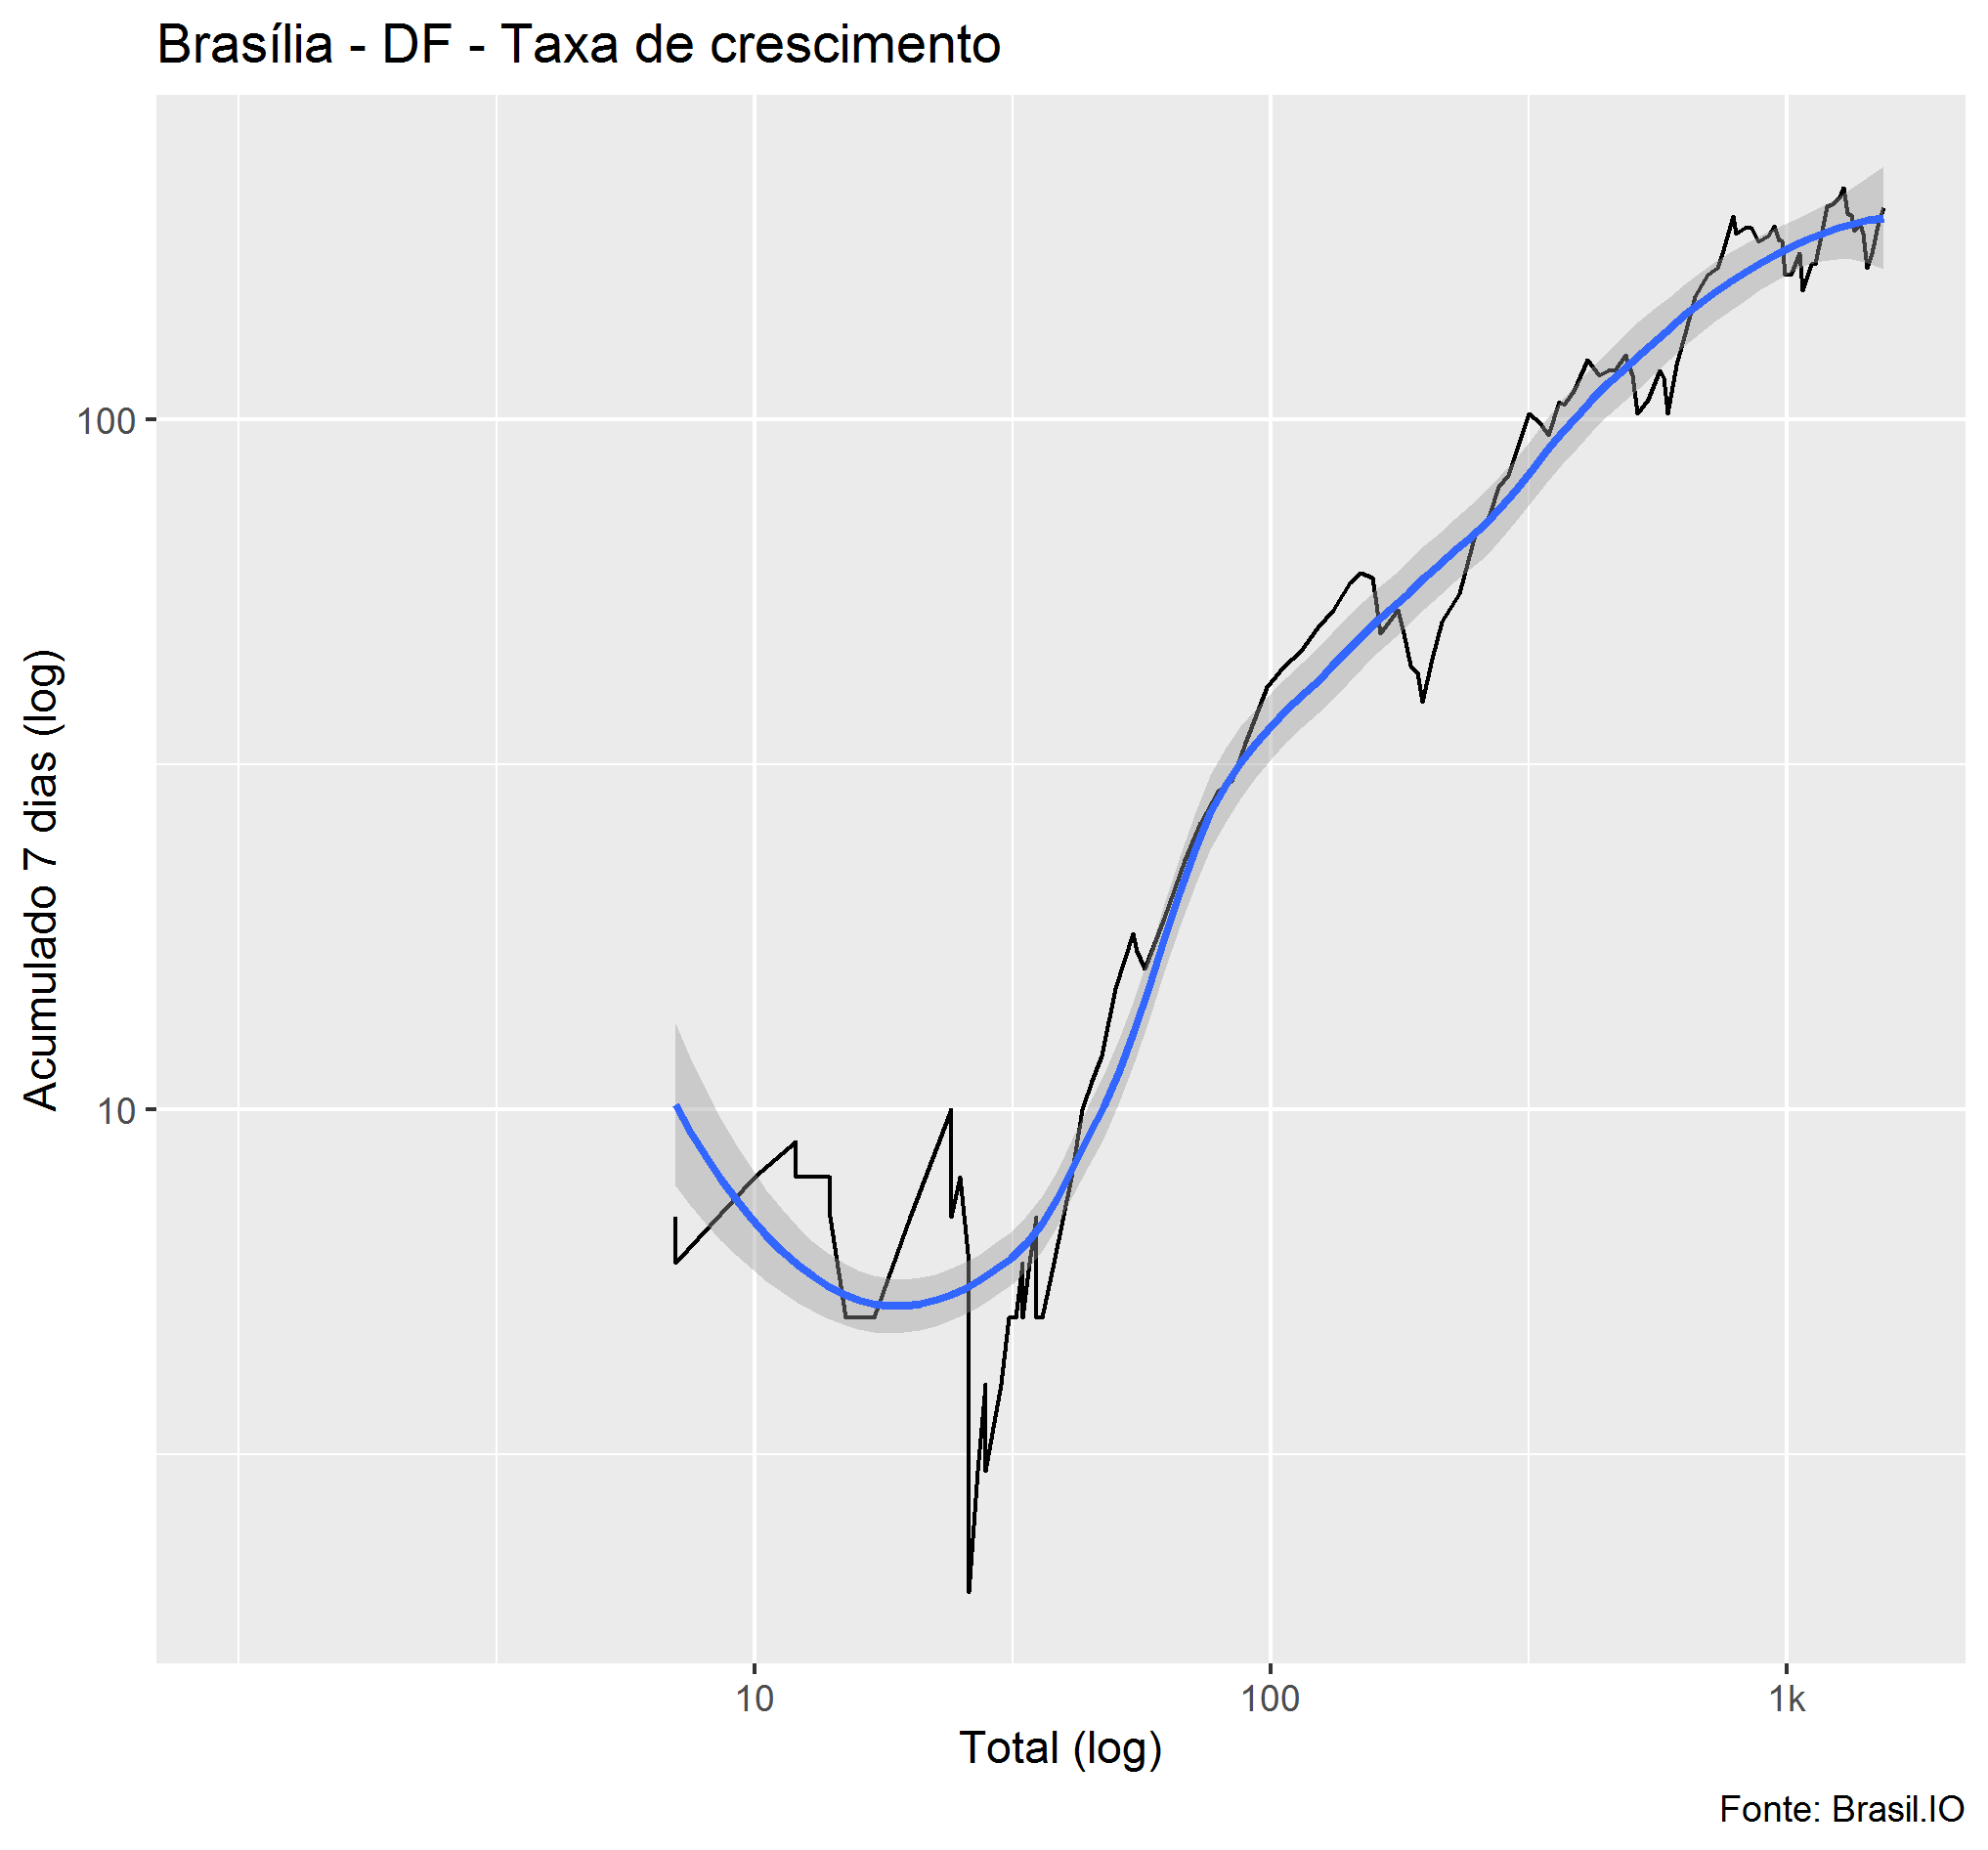 Brasília - DF - Taxa de crescimento
Acumulado 7 dias (log)
100
10
10
100
1k
Total (log)
Fonte: Brasil.IO